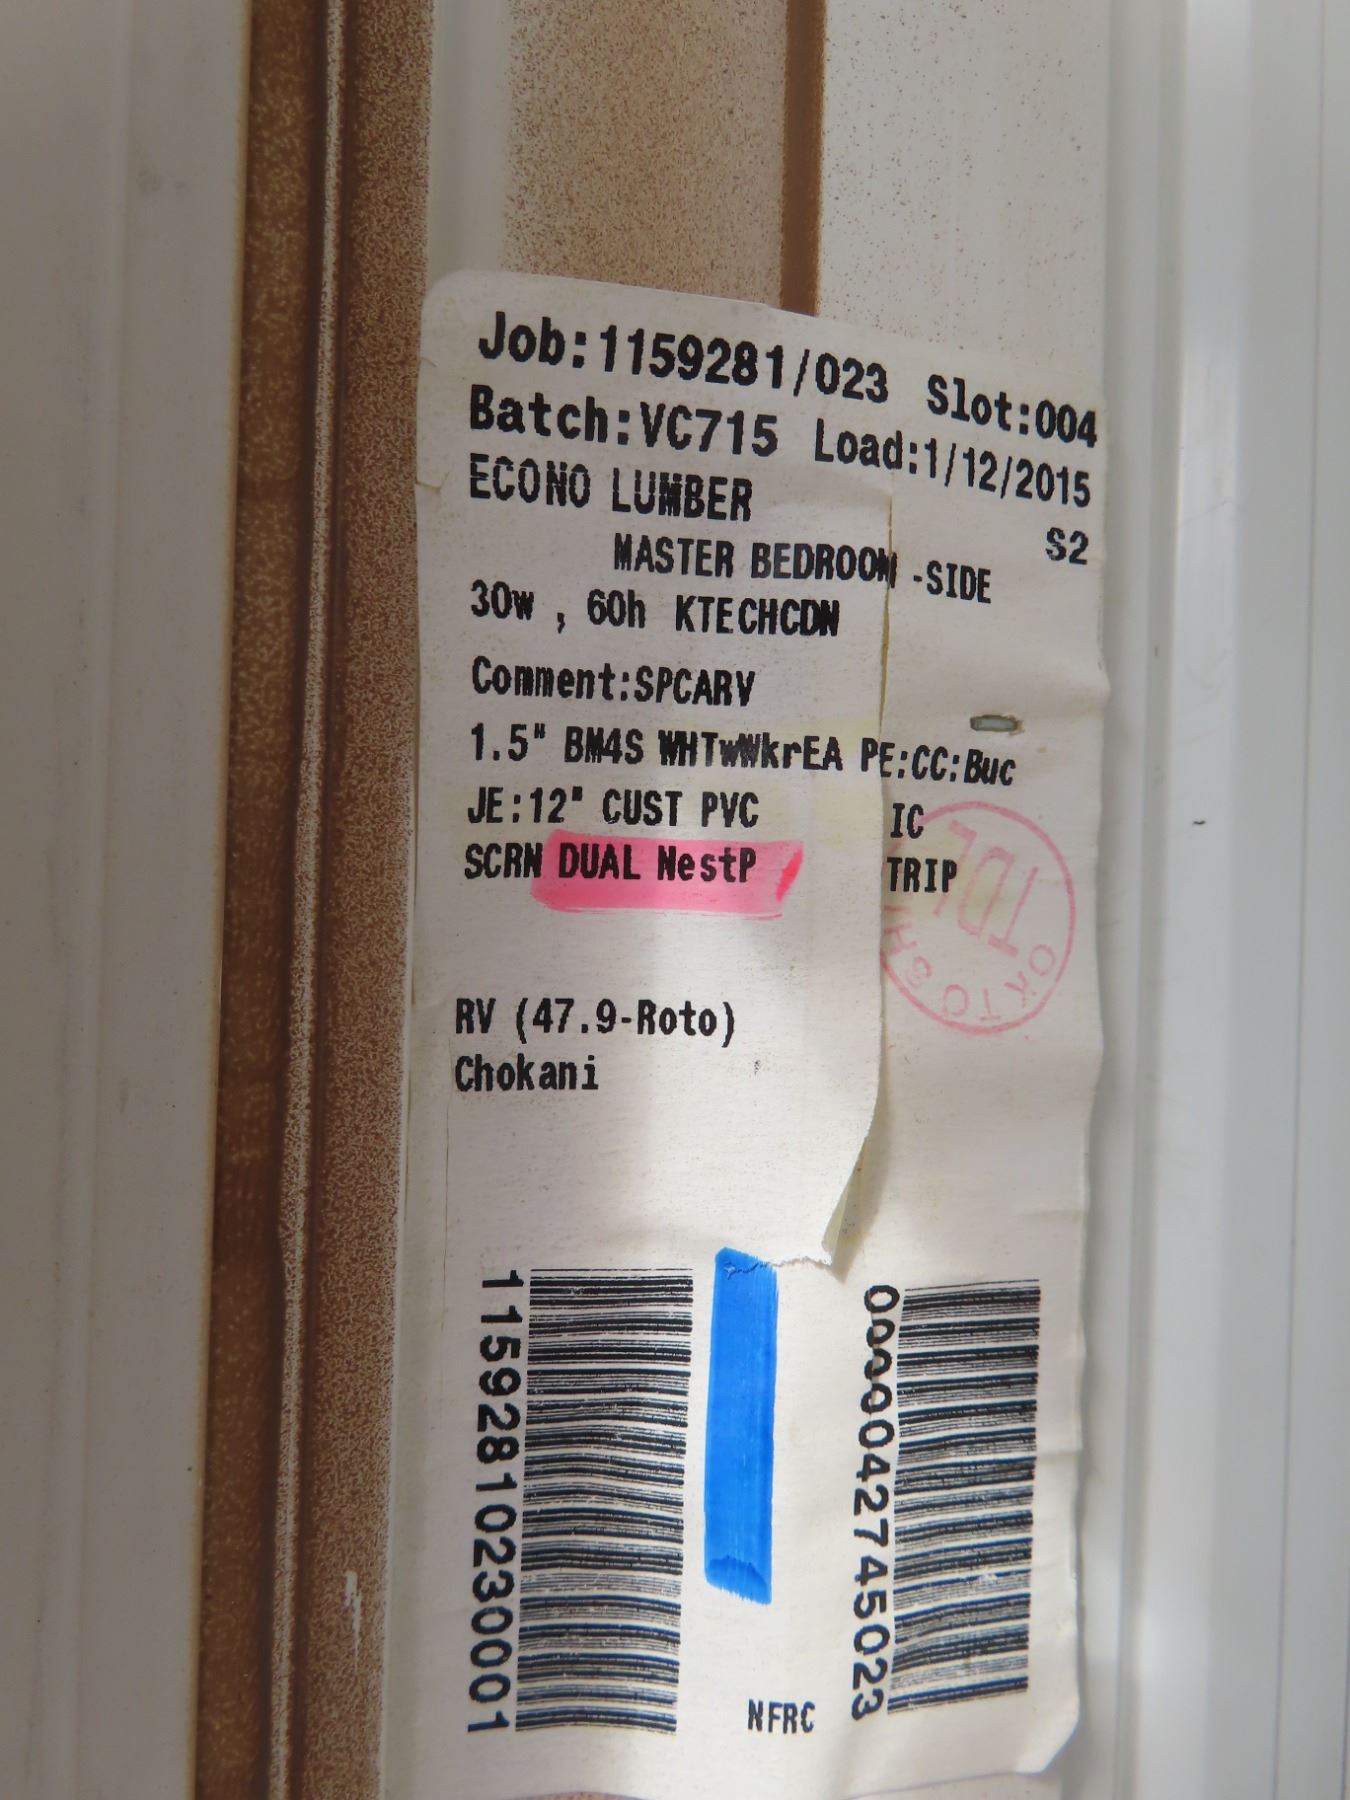 Job:1159281/023 Slot:004
Batch:VC715 Load:1/12/2015
ECONO LUMBER S2
MASTER BEDROOM -SIDE
30w , 60h KTECHCDN
Comment:SPCARV
1.5" BM4S WHTwWkrEA PE:CC:Buc
JE:12" CUST PVC IC
SCRN DUAL NestP TRIP
TDL
RV (47.9-Roto)
Chokani
11592810230001
0000042745023
NFRC